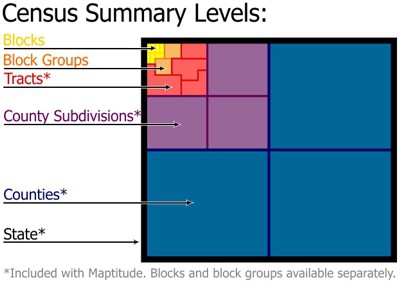 Census Summary Levels:
Blocks
Block Groups
Tracts*
County Subdivisions*
Counties*
State*
*Included with Maptitude. Blocks and block groups available separately.